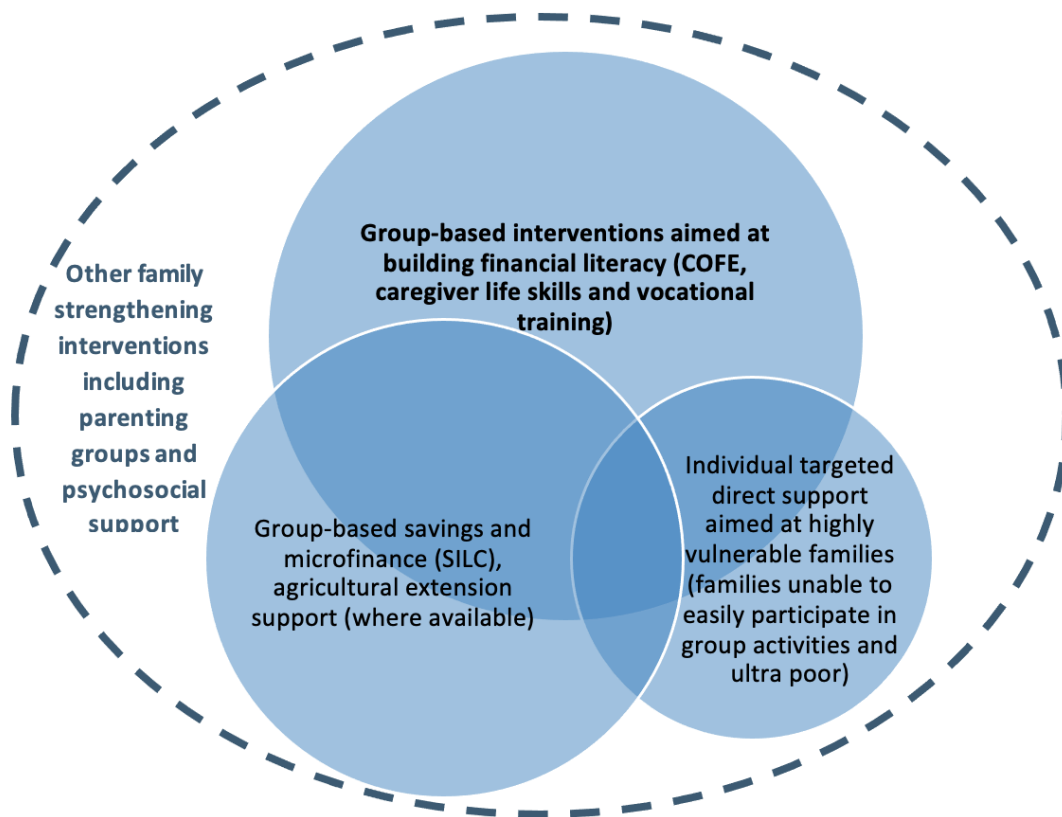 Group-based interventions aimed at
building financial literacy (COFE,
caregiver life skills and vocational
training)
Other family
strengthening
interventions
including
parenting
groups and
psychosocial
support
Group-based savings and
microfinance (SILC),
agricultural extension
support (where available)
Individual targeted
direct support
aimed at highly
vulnerable families
(families unable to
easily participate in
group activities and
ultra poor)